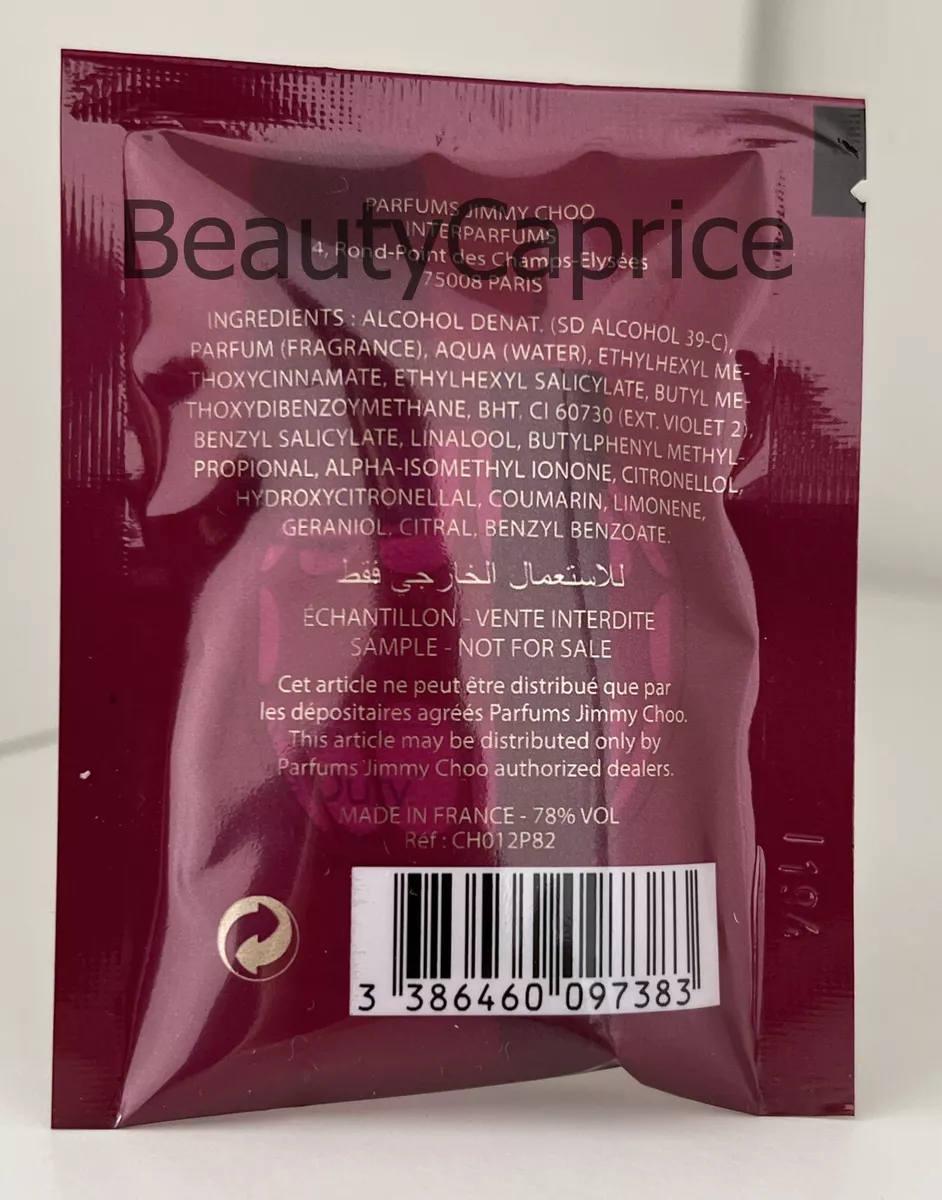 BeautyCaprice
PARFUMS JIMMY CHOO
INTERPARFUMS
4, Rond-Point des Champs-Elysées
75008 PARIS
INGREDIENTS : ALCOHOL DENAT. (SD ALCOHOL 39-C),
PARFUM (FRAGRANCE), AQUA (WATER), ETHYLHEXYL ME-
THOXYCINNAMATE, ETHYLHEXYL SALICYLATE, BUTYL ME-
THOXYDIBENZOYMETHANE, BHT, CI 60730 (EXT. VIOLET 2),
BENZYL SALICYLATE, LINALOOL, BUTYLPHENYL METHYL-
PROPIONAL, ALPHA-ISOMETHYL IONONE, CITRONELLOL,
HYDROXYCITRONELLAL, COUMARIN, LIMONENE,
GERANIOL, CITRAL, BENZYL BENZOATE.
للاستعمال الخارجي فقط
ÉCHANTILLON - VENTE INTERDITE
SAMPLE - NOT FOR SALE
Cet article ne peut être distribué que par
les dépositaires agréés Parfums Jimmy Choo.
This article may be distributed only by
Parfums Jimmy Choo authorized dealers.
MADE IN FRANCE - 78% VOL
Réf : CH012P82
3 386460 097383